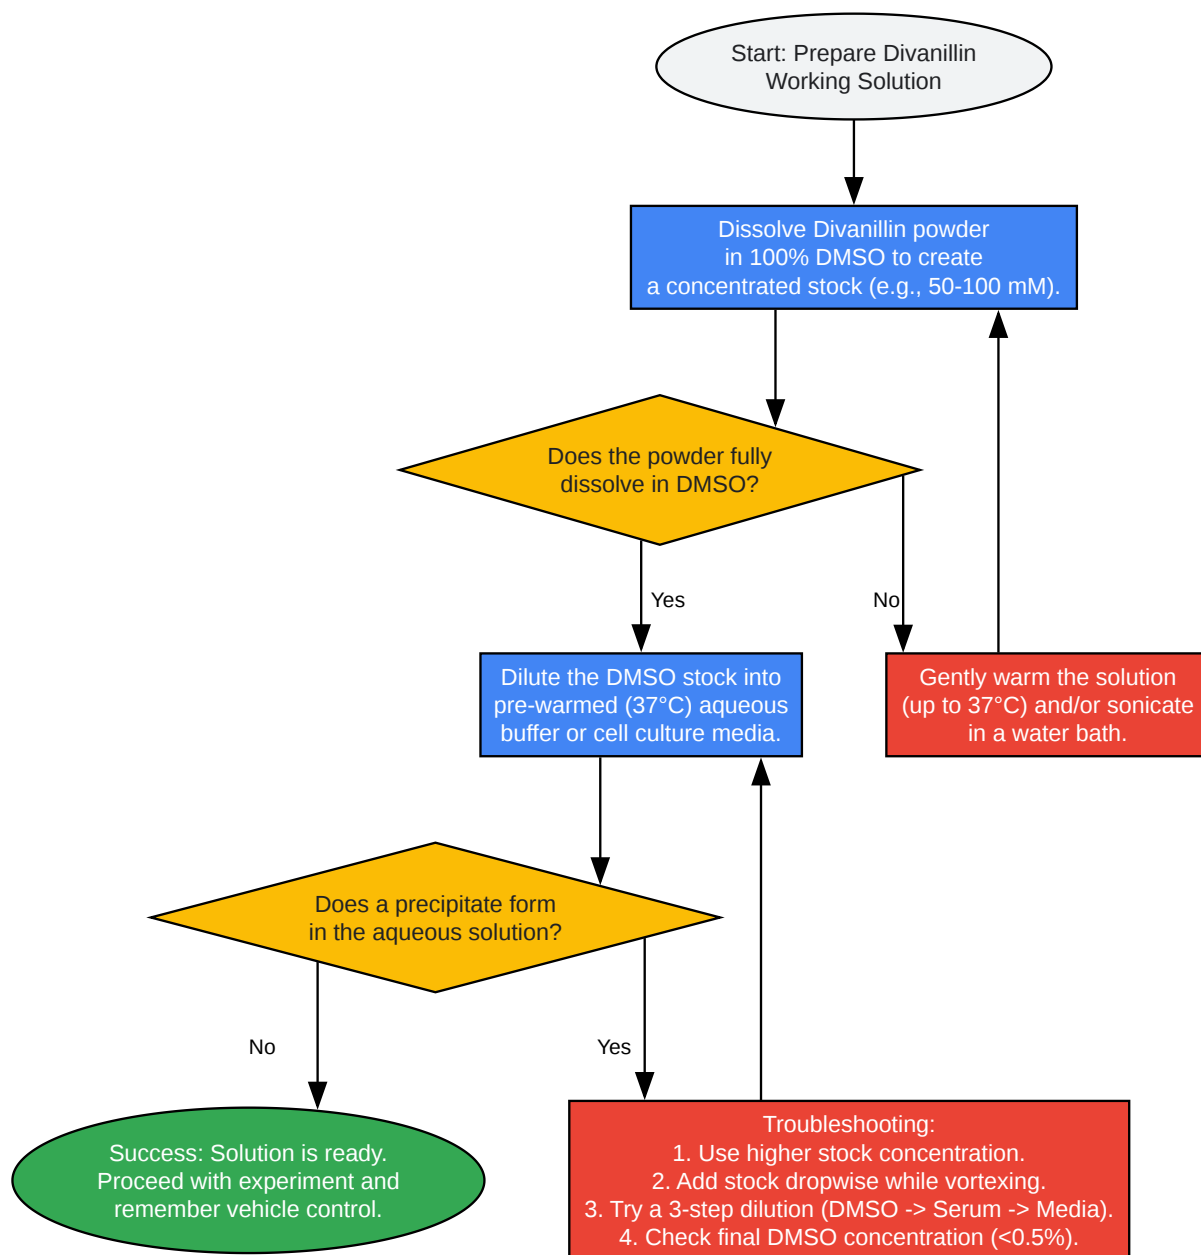 Start: Prepare Divanillin
Working Solution
Dissolve Divanillin powder
in 100% DMSO to create
a concentrated stock (e.g., 50-100 mM).
Does the powder fully
dissolve in DMSO?
Yes
No
Dilute the DMSO stock into
pre-warmed (37°C) aqueous
buffer or cell culture media.
Gently warm the solution
(up to 37°C) and/or sonicate
in a water bath.
Does a precipitate form
in the aqueous solution?
No
Yes
Success: Solution is ready.
Proceed with experiment and
remember vehicle control.
Troubleshooting:
1. Use higher stock concentration.
2. Add stock dropwise while vortexing.
3. Try a 3-step dilution (DMSO -> Serum -> Media).
4. Check final DMSO concentration (<0.5%).